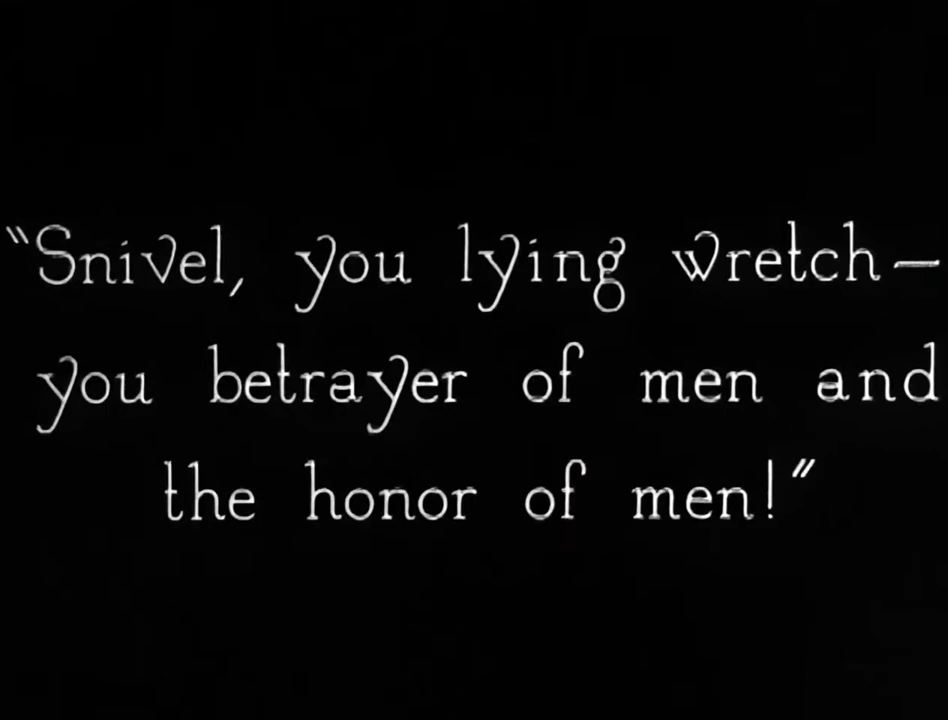 "Snivel, you lying wretch—
you betrayer of men and
the honor of men!"